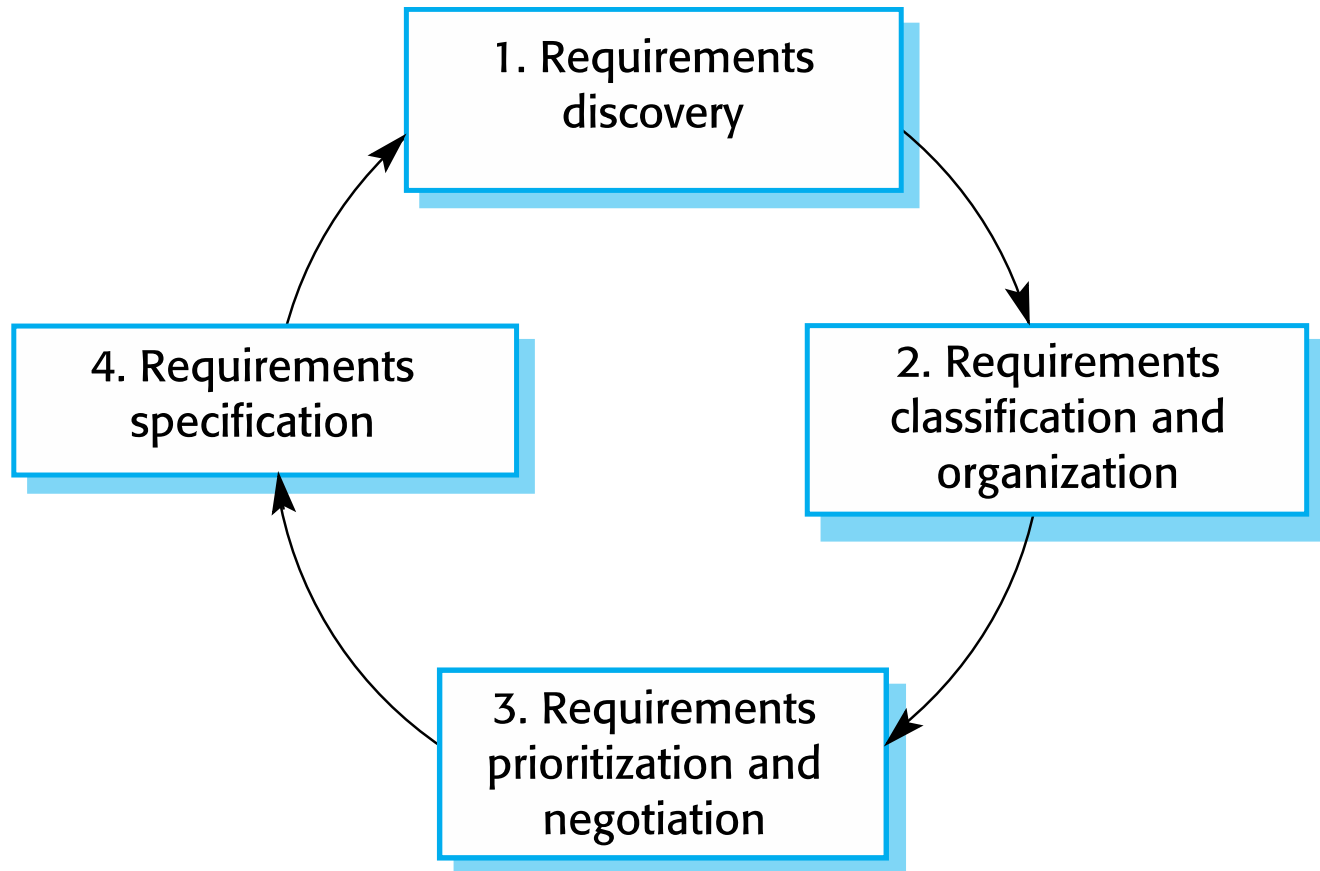 1. Requirements
discovery
2. Requirements
classification and
organization
3. Requirements
prioritization and
negotiation
4. Requirements
specification